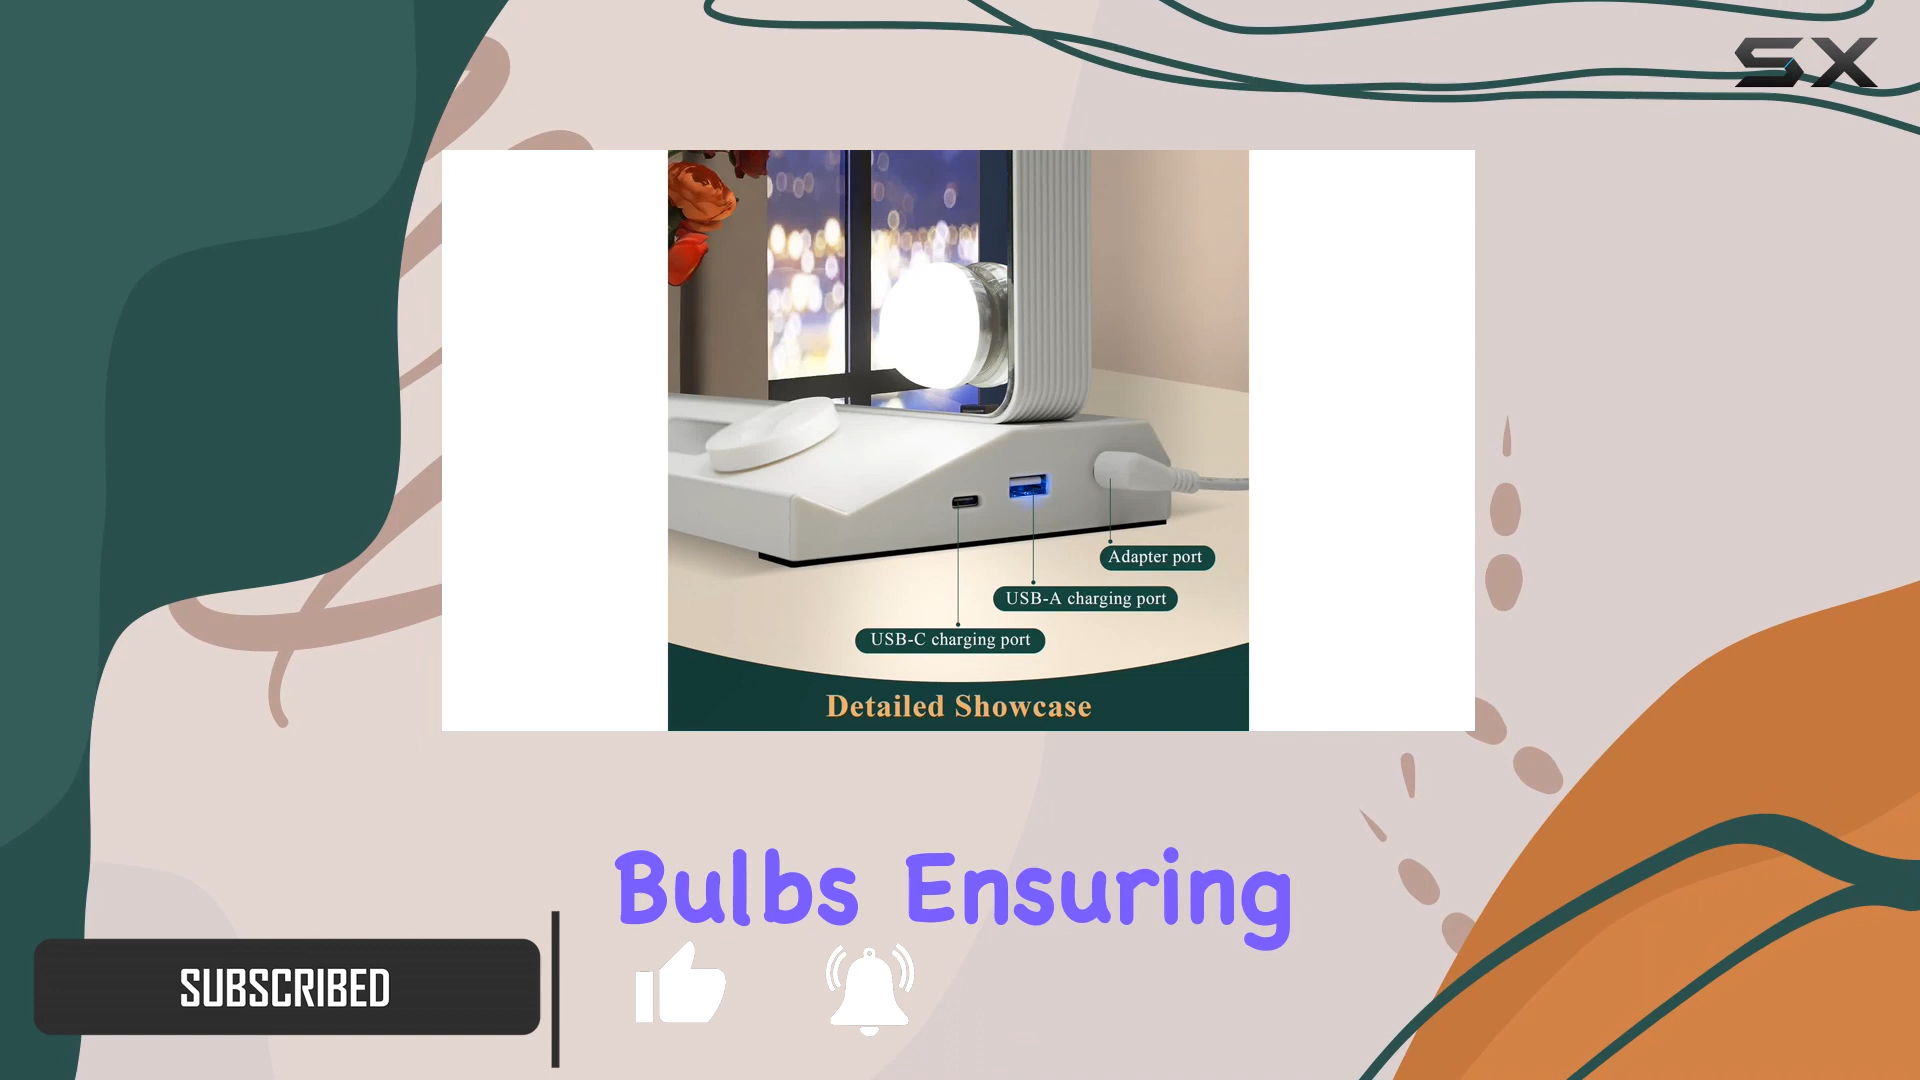 SX
Adapter port
USB-A charging port
USB-C charging port
Detailed Showcase
Bulbs Ensuring
SUBSCRIBED